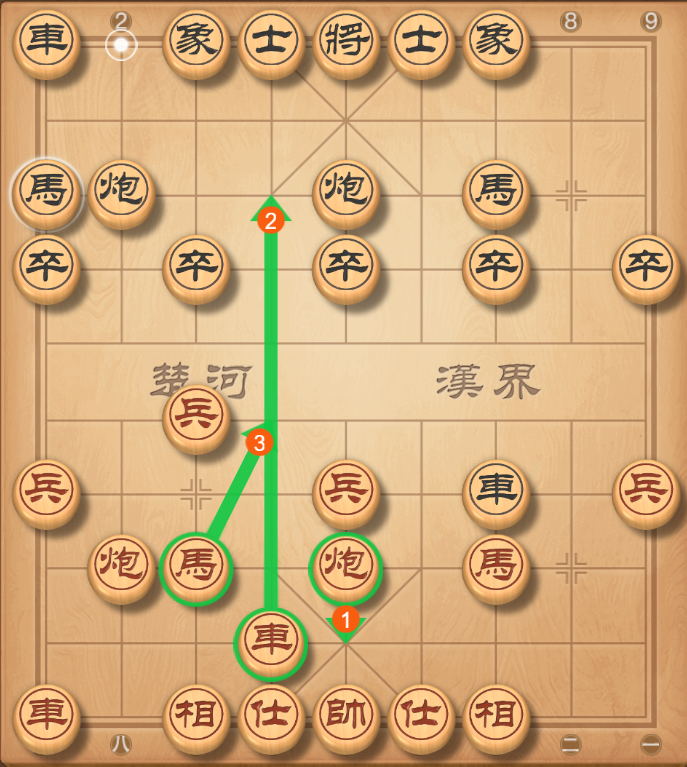 2 8 9
車 象 士 將 士 象
馬 炮 炮 馬
2
卒 卒 卒 卒 卒
楚河 漢界
兵
3
兵 兵 車 兵
炮 馬 炮 馬
1
車
車 相 仕 帥 仕 相
八 二 一